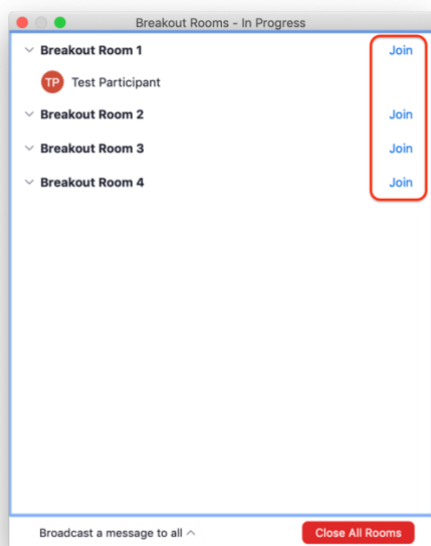 Breakout Rooms - In Progress
Breakout Room 1 Join
TP Test Participant
Breakout Room 2 Join
Breakout Room 3 Join
Breakout Room 4 Join
Broadcast a message to all Close All Rooms